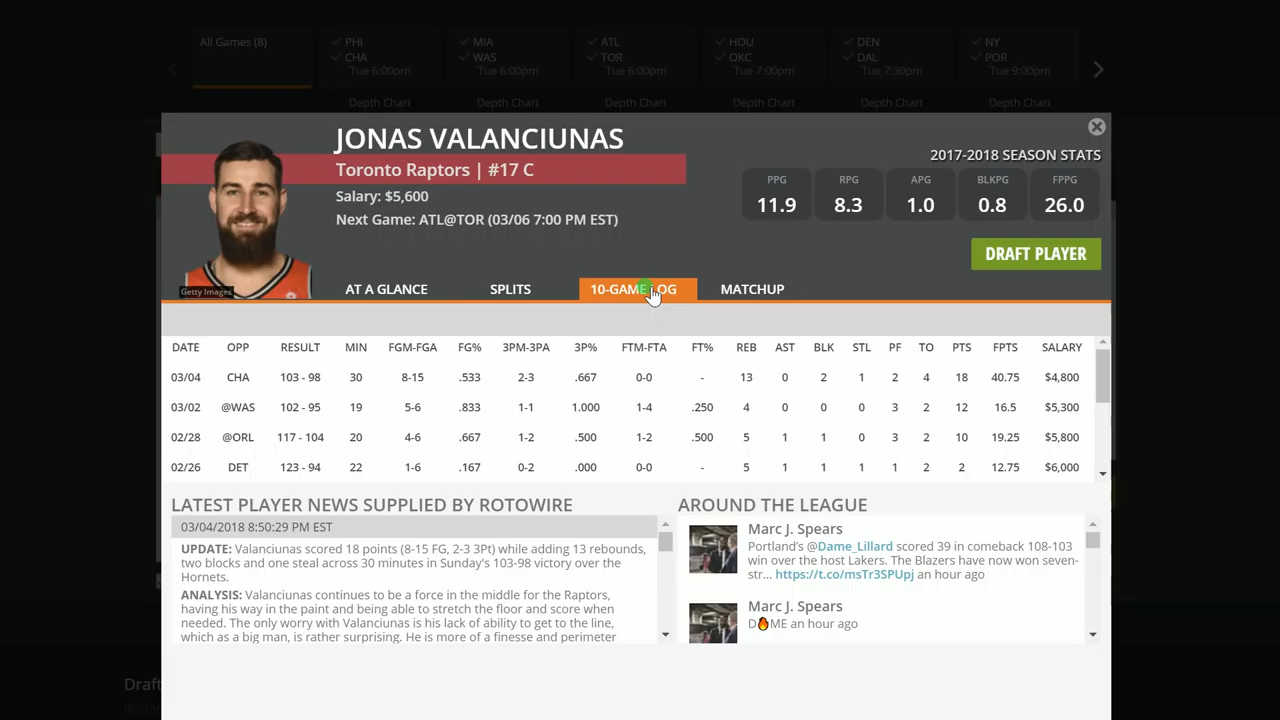 All Games (8)
PHI
CHA
Tue 6:00pm
MIA
WAS
Tue 6:00pm
ATL
TOR
Tue 6:00pm
HOU
OKC
Tue 7:00pm
DEN
DAL
Tue 7:30pm
NY
POR
Tue 9:00pm
Depth Chart Depth Chart Depth Chart Depth Chart Depth Chart Depth Chart
JONAS VALANCIUNAS
Toronto Raptors | #17 C
Salary: $5,600
Next Game: ATL@TOR (03/06 7:00 PM EST)
Getty Images
2017-2018 SEASON STATS
PPG RPG APG BLKPG FPPG
11.9 8.3 1.0 0.8 26.0
DRAFT PLAYER
AT A GLANCE SPLITS 10-GAME LOG MATCHUP
DATE OPP RESULT MIN FGM-FGA FG% 3PM-3PA 3P% FTM-FTA FT% REB AST BLK STL PF TO PTS FPTS SALARY
03/04 CHA 103 - 98 30 8-15 .533 2-3 .667 0-0 - 13 0 2 1 2 4 18 40.75 $4,800
03/02 @WAS 102 - 95 19 5-6 .833 1-1 1.000 1-4 .250 4 0 0 0 3 2 12 16.5 $5,300
02/28 @ORL 117 - 104 20 4-6 .667 1-2 .500 1-2 .500 5 1 1 0 3 2 10 19.25 $5,800
02/26 DET 123 - 94 22 1-6 .167 0-2 .000 0-0 - 5 1 1 1 1 2 2 12.75 $6,000
LATEST PLAYER NEWS SUPPLIED BY ROTOWIRE
03/04/2018 8:50:29 PM EST
UPDATE: Valanciunas scored 18 points (8-15 FG, 2-3 3Pt) while adding 13 rebounds,
two blocks and one steal across 30 minutes in Sunday's 103-98 victory over the
Hornets.
ANALYSIS: Valanciunas continues to be a force in the middle for the Raptors,
having his way in the paint and being able to stretch the floor and score when
needed. The only worry with Valanciunas is his lack of ability to get to the line,
which as a big man, is rather surprising. He is more of a finesse and perimeter
AROUND THE LEAGUE
Marc J. Spears
Portland's @Dame_Lillard scored 39 in comeback 108-103
win over the host Lakers. The Blazers have now won seven-
str... https://t.co/msTr3SPUpj an hour ago
Marc J. Spears
D🔥ME an hour ago
Draft